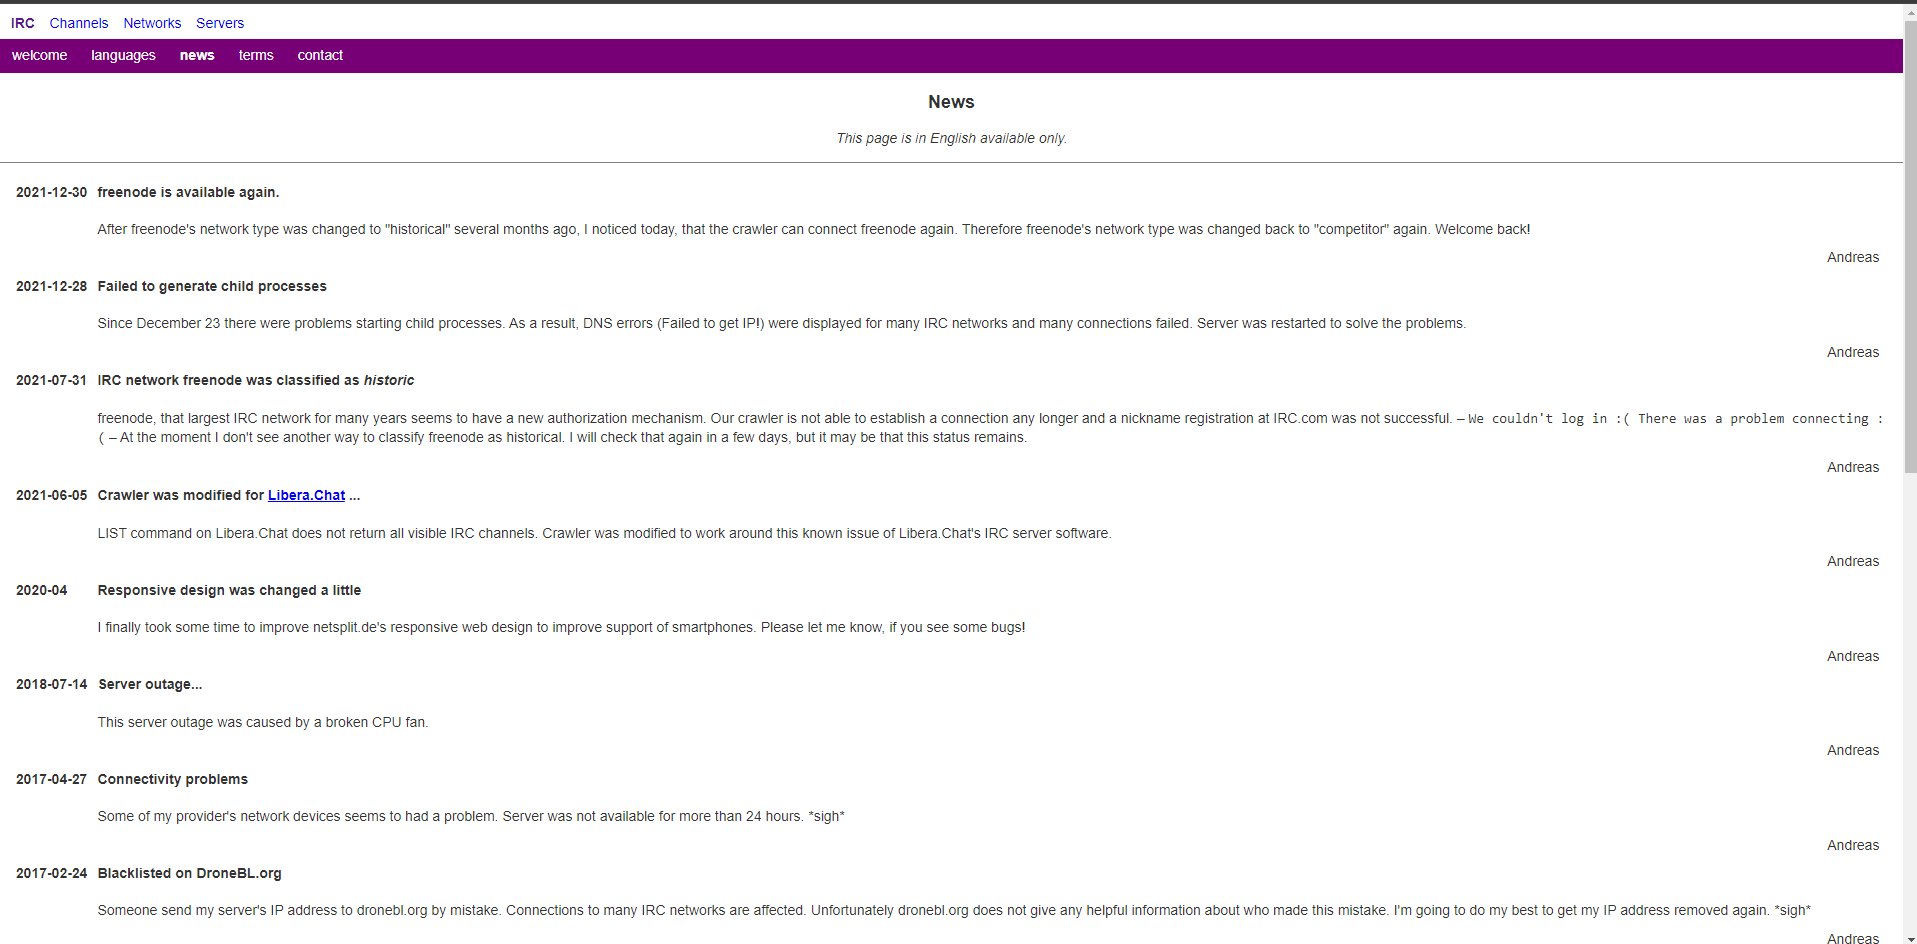 IRC Channels Networks Servers
welcome languages news terms contact
News
This page is in English available only.
2021-12-30 freenode is available again.
After freenode's network type was changed to "historical" several months ago, I noticed today, that the crawler can connect freenode again. Therefore freenode's network type was changed back to "competitor" again. Welcome back!
Andreas
2021-12-28 Failed to generate child processes
Since December 23 there were problems starting child processes. As a result, DNS errors (Failed to get IP!) were displayed for many IRC networks and many connections failed. Server was restarted to solve the problems.
Andreas
2021-07-31 IRC network freenode was classified as historic
freenode, that largest IRC network for many years seems to have a new authorization mechanism. Our crawler is not able to establish a connection any longer and a nickname registration at IRC.com was not successful. – We couldn't log in :( There was a problem connecting :
( – At the moment I don't see another way to classify freenode as historical. I will check that again in a few days, but it may be that this status remains.
Andreas
2021-06-05 Crawler was modified for Libera.Chat ...
LIST command on Libera.Chat does not return all visible IRC channels. Crawler was modified to work around this known issue of Libera.Chat's IRC server software.
Andreas
2020-04 Responsive design was changed a little
I finally took some time to improve netsplit.de's responsive web design to improve support of smartphones. Please let me know, if you see some bugs!
Andreas
2018-07-14 Server outage...
This server outage was caused by a broken CPU fan.
Andreas
2017-04-27 Connectivity problems
Some of my provider's network devices seems to had a problem. Server was not available for more than 24 hours. *sigh*
Andreas
2017-02-24 Blacklisted on DroneBL.org
Someone send my server's IP address to dronebl.org by mistake. Connections to many IRC networks are affected. Unfortunately dronebl.org does not give any helpful information about who made this mistake. I'm going to do my best to get my IP address removed again. *sigh*
Andreas